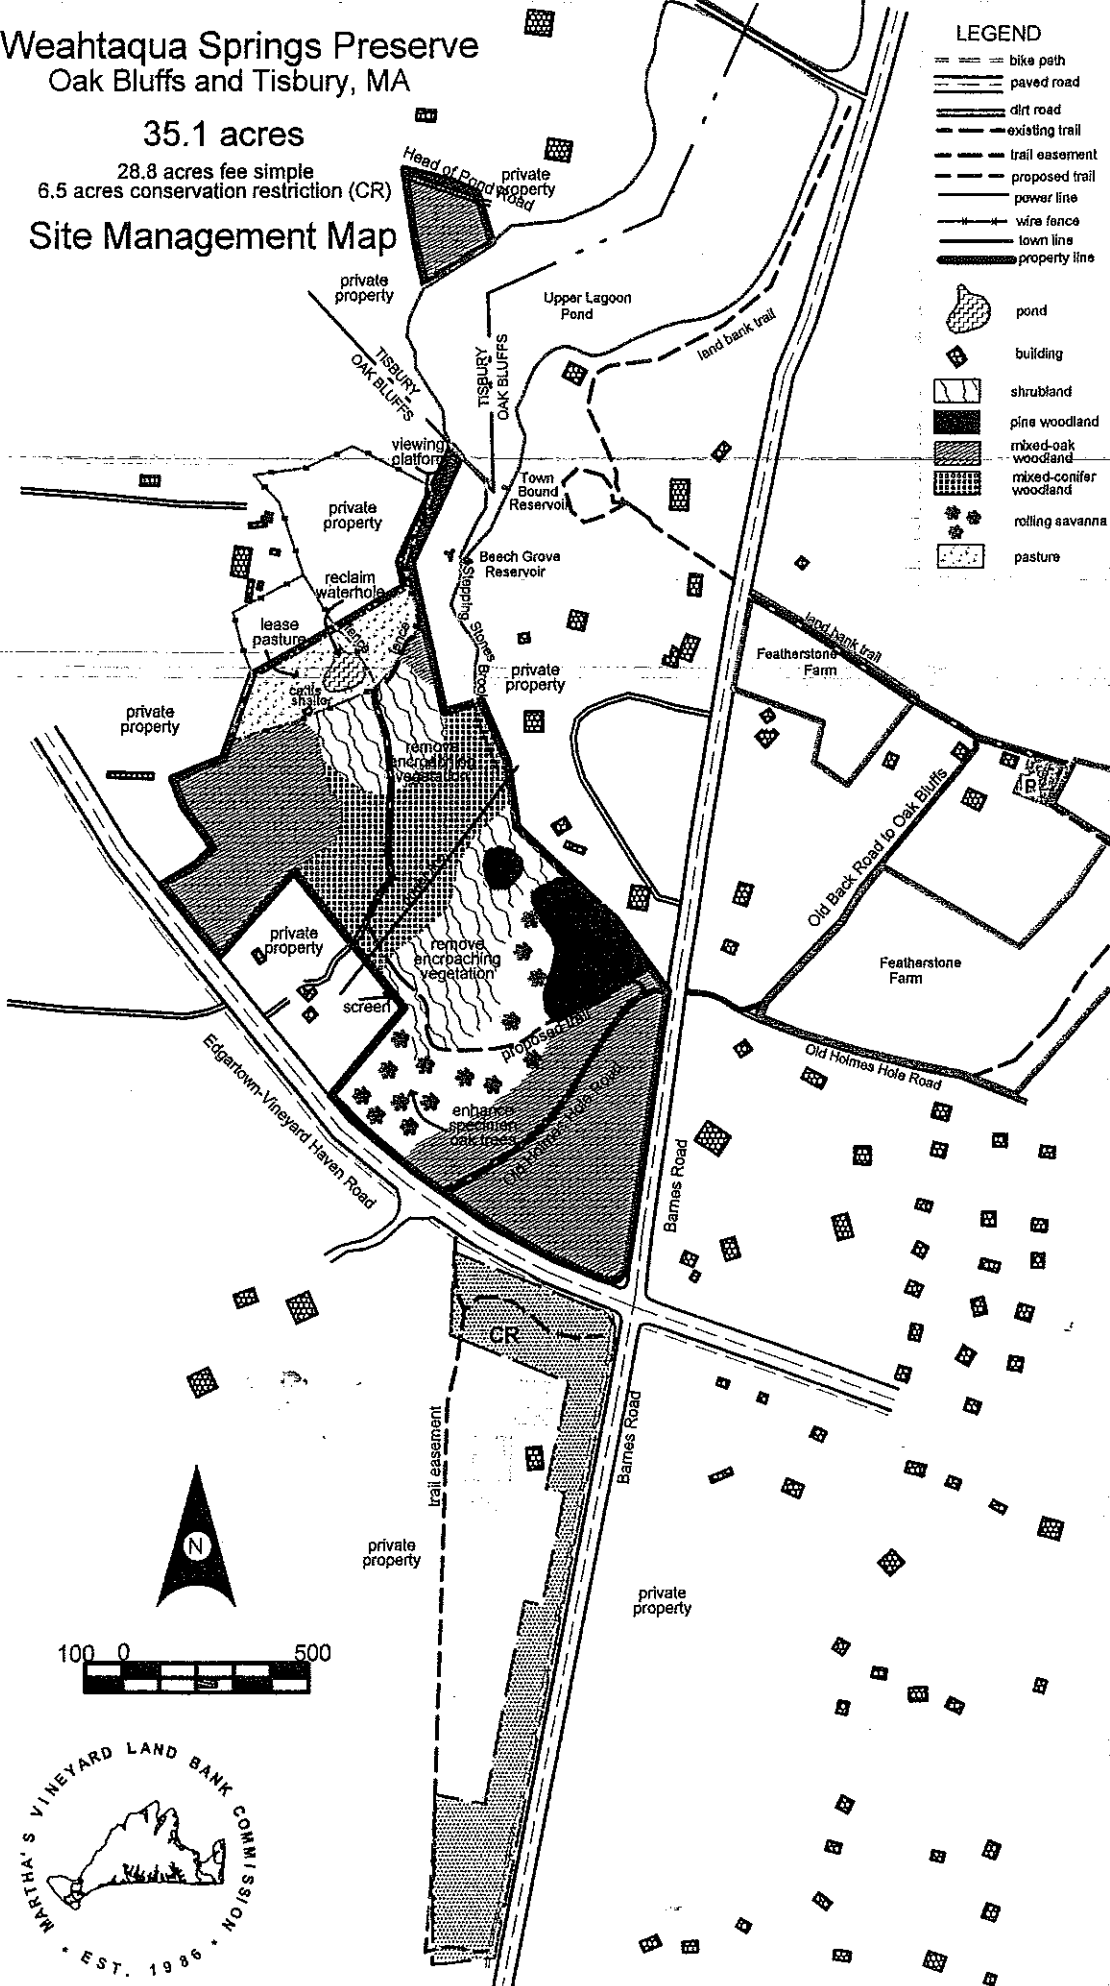 Weahtaqua Springs Preserve
Oak Bluffs and Tisbury, MA
35.1 acres
28.8 acres fee simple
6.5 acres conservation restriction (CR)
Site Management Map
LEGEND
bike path
paved road
dirt road
existing trail
trail easement
proposed trail
power line
wire fence
town line
property line
pond
building
shrubland
pine woodland
mixed-oak
woodland
mixed-conifer
woodland
rolling savanna
pasture
Head of Pond Road
private
property
private
property
Upper Lagoon
Pond
land bank trail
TISBURY
OAK BLUFFS
TISBURY
OAK BLUFFS
viewing
platform
Town
Bound
Reservoir
private
property
Beech Grove
Reservoir
reclaim
waterhole
Stepping Stones Brook
lease
pasture
fence
fence
cattle
shelter
private
property
private
property
land bank trail
Featherstone
Farm
P
remove
encroaching
vegetation
Old Back Road to Oak Bluffs
private
property
remove
encroaching
vegetation
Featherstone
Farm
screen
proposed trail
Old Holmes Hole Road
Edgartown-Vineyard Haven Road
enhance
specimen
oak trees
Old Holmes Hole Road
Barnes Road
CR
trail easement
Barnes Road
private
property
private
property
N
100 0 500
MARTHA'S VINEYARD LAND BANK COMMISSION
* EST. 1986 *